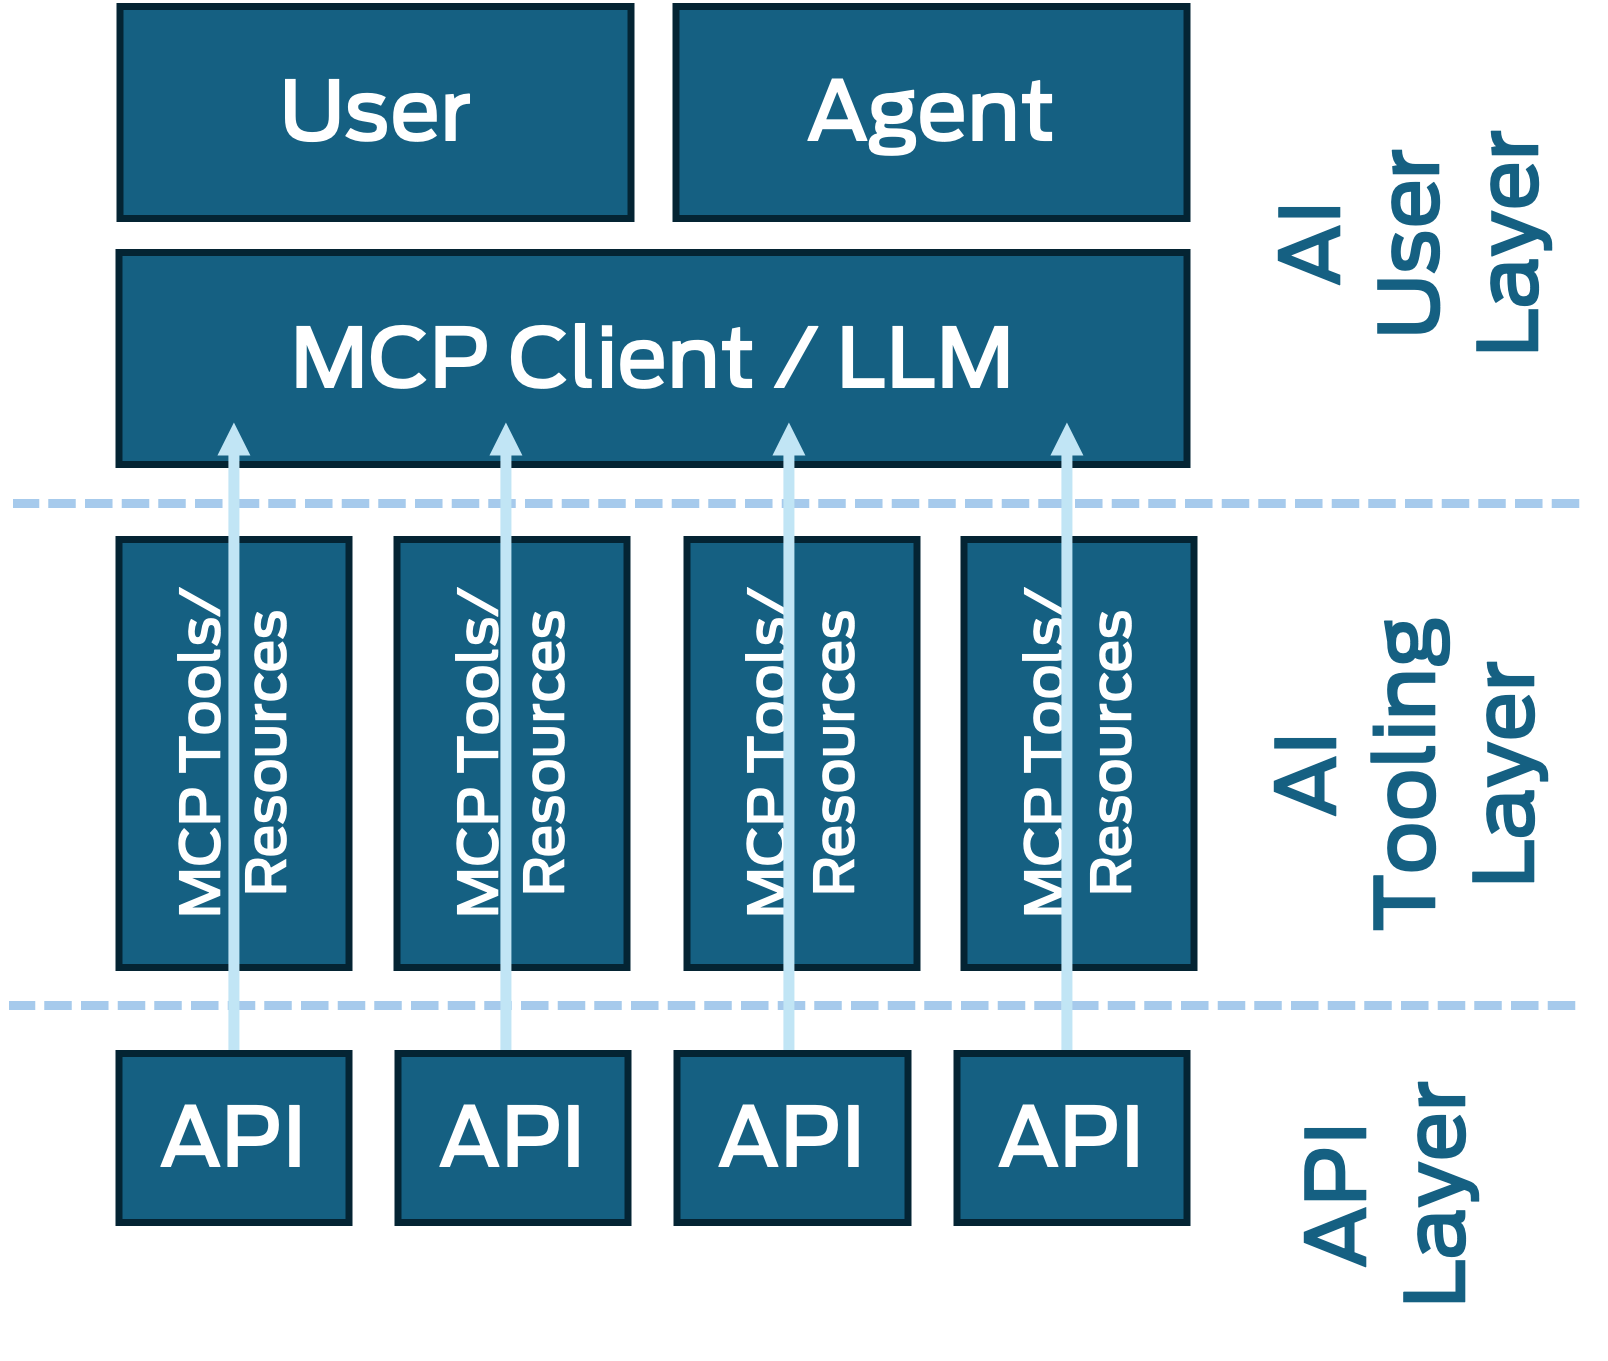 User
Agent
AI
User
Layer
MCP Client / LLM
MCP Tools/
Resources
MCP Tools/
Resources
MCP Tools/
Resources
MCP Tools/
Resources
AI
Tooling
Layer
API
API
API
API
API
Layer